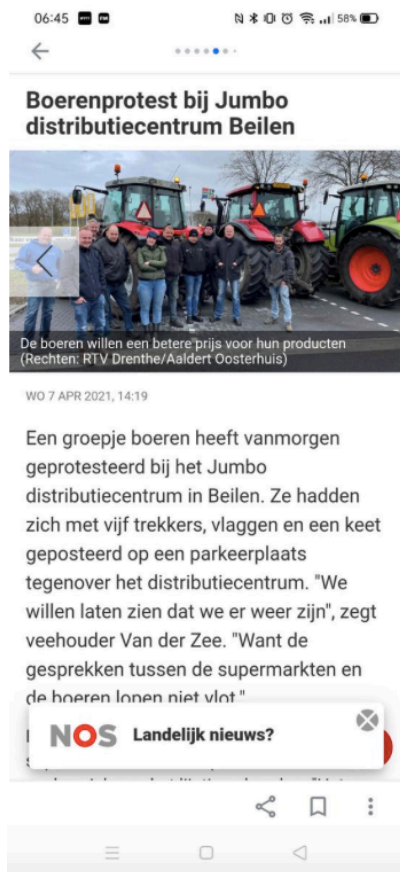 06:45
58%
Boerenprotest bij Jumbo
distributiecentrum Beilen
De boeren willen een betere prijs voor hun producten
(Rechten: RTV Drenthe/Aaldert Oosterhuis)
WO 7 APR 2021, 14:19
Een groepje boeren heeft vanmorgen
geprotesteerd bij het Jumbo
distributiecentrum in Beilen. Ze hadden
zich met vijf trekkers, vlaggen en een keet
geposteerd op een parkeerplaats
tegenover het distributiecentrum. "We
willen laten zien dat we er weer zijn", zegt
veehouder Van der Zee. "Want de
gesprekken tussen de supermarkten en
de boeren lopen niet vlot."
NOS Landelijk nieuws?